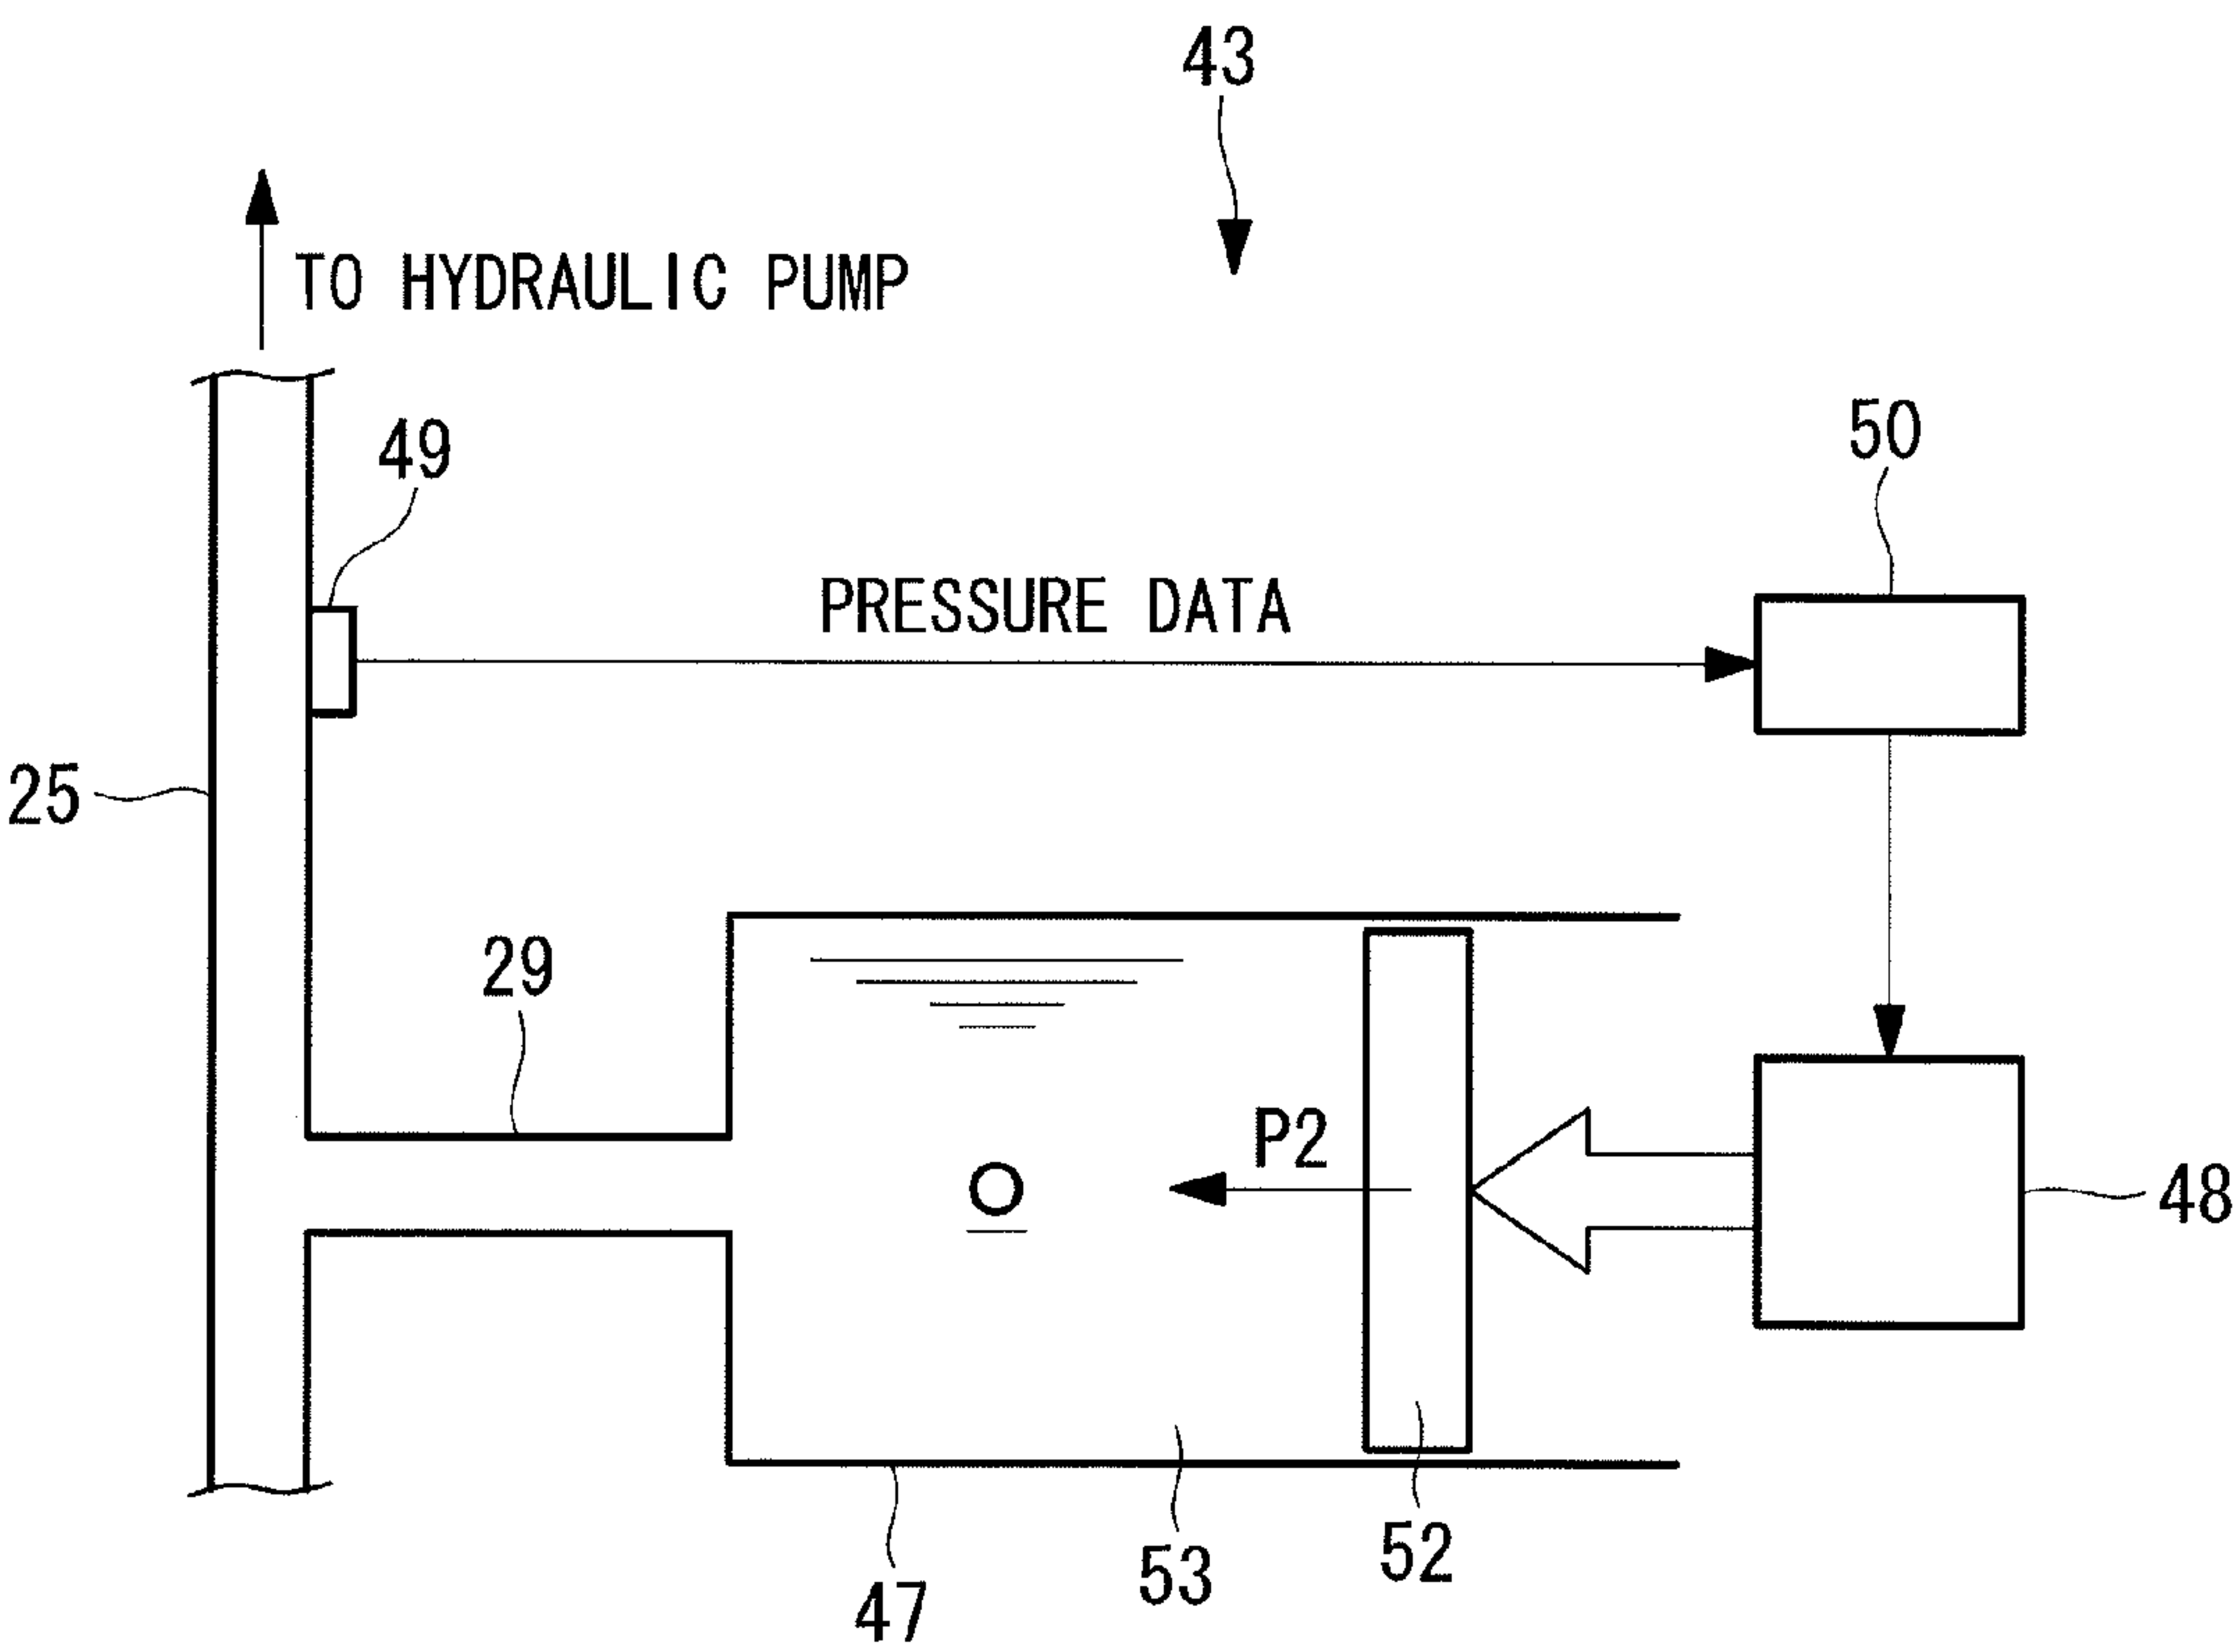 43
TO HYDRAULIC PUMP
49
50
PRESSURE DATA
25
29
P2
O
48
52
53
47